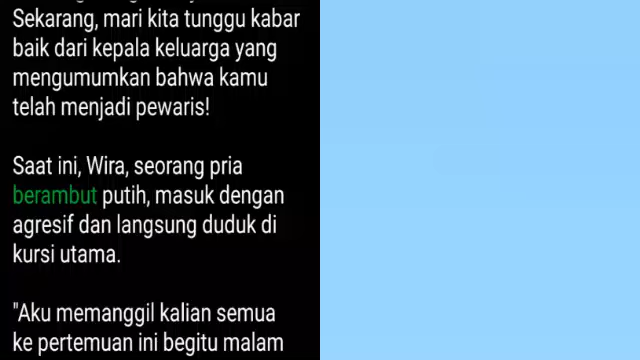 Sekarang, mari kita tunggu kabar
baik dari kepala keluarga yang
mengumumkan bahwa kamu
telah menjadi pewaris!
Saat ini, Wira, seorang pria
berambut putih, masuk dengan
agresif dan langsung duduk di
kursi utama.
"Aku memanggil kalian semua
ke pertemuan ini begitu malam